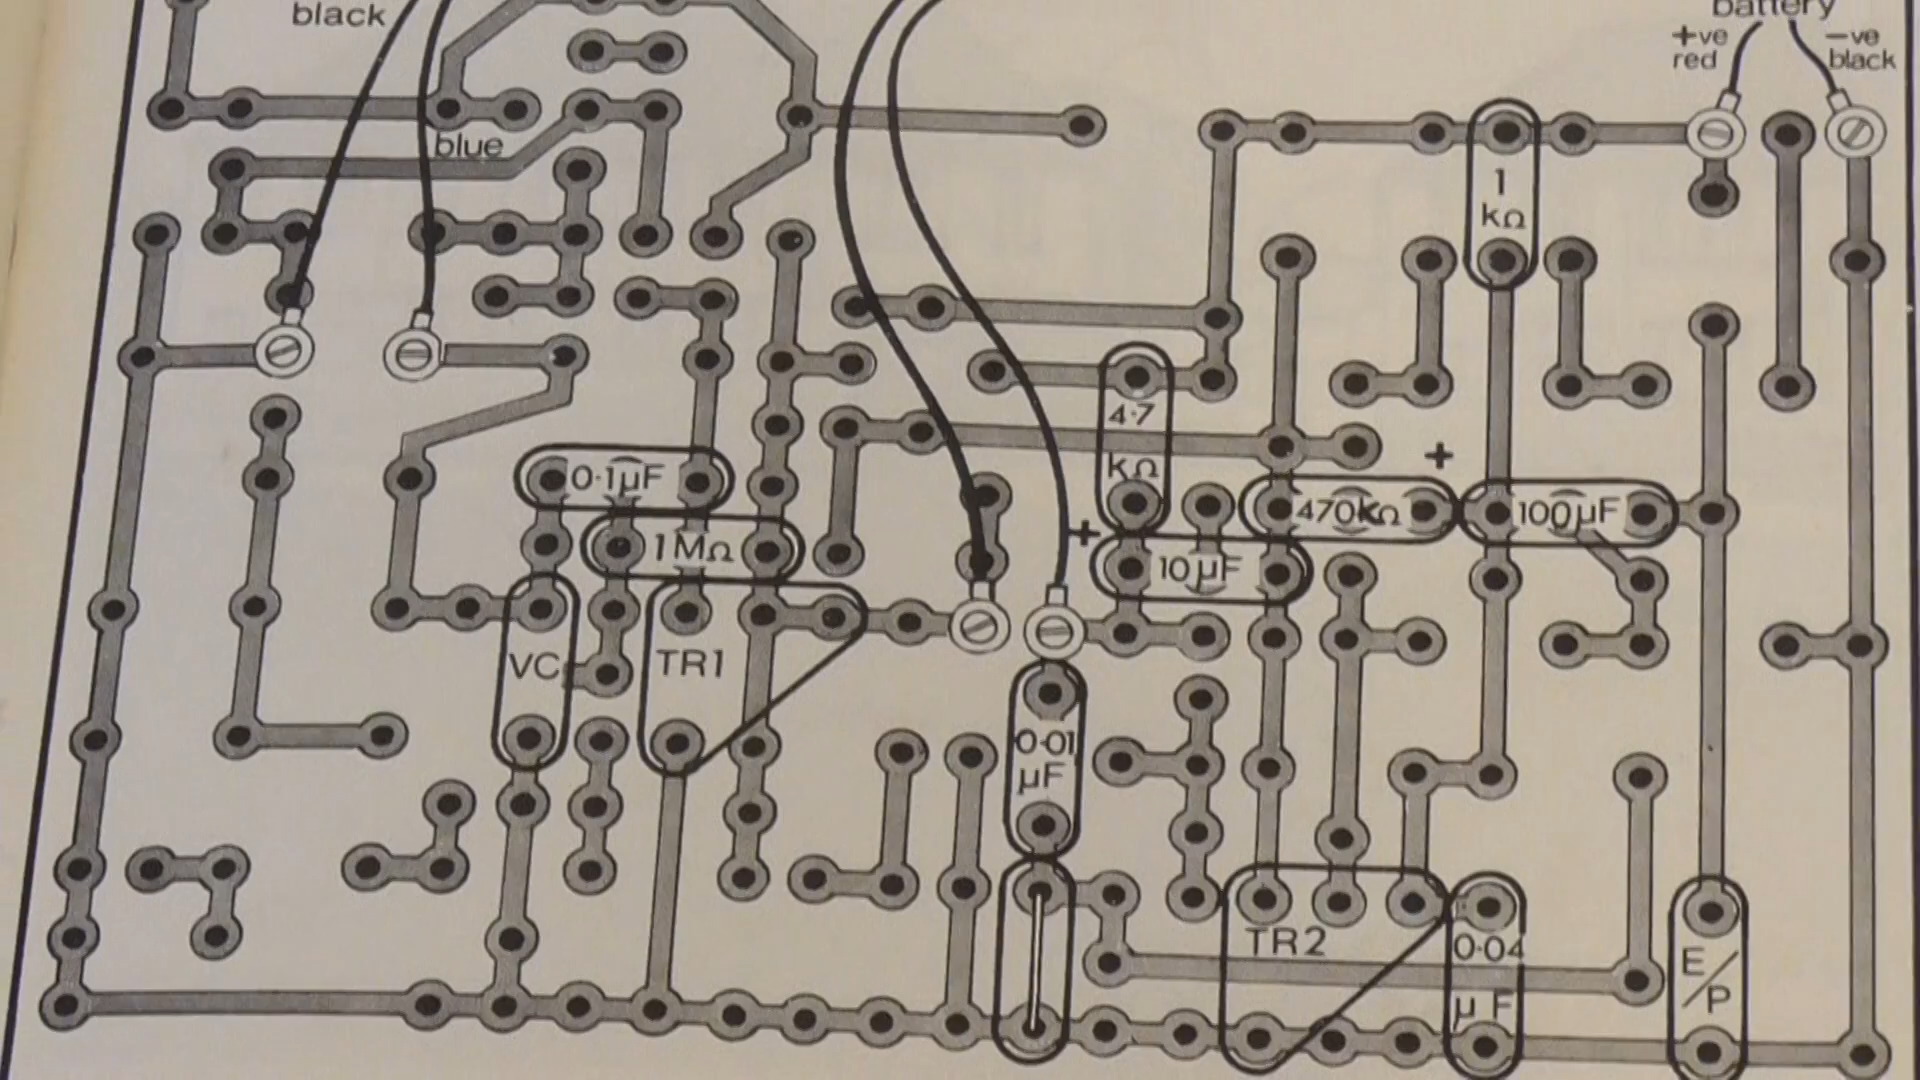 black
battery
+ve
red
-ve
black
blue
1
kΩ
4·7
kΩ
+
0·1µF
470kΩ
100µF
1MΩ
+
10µF
VC
TR1
0·01
µF
TR2
0·04
µF
E/P